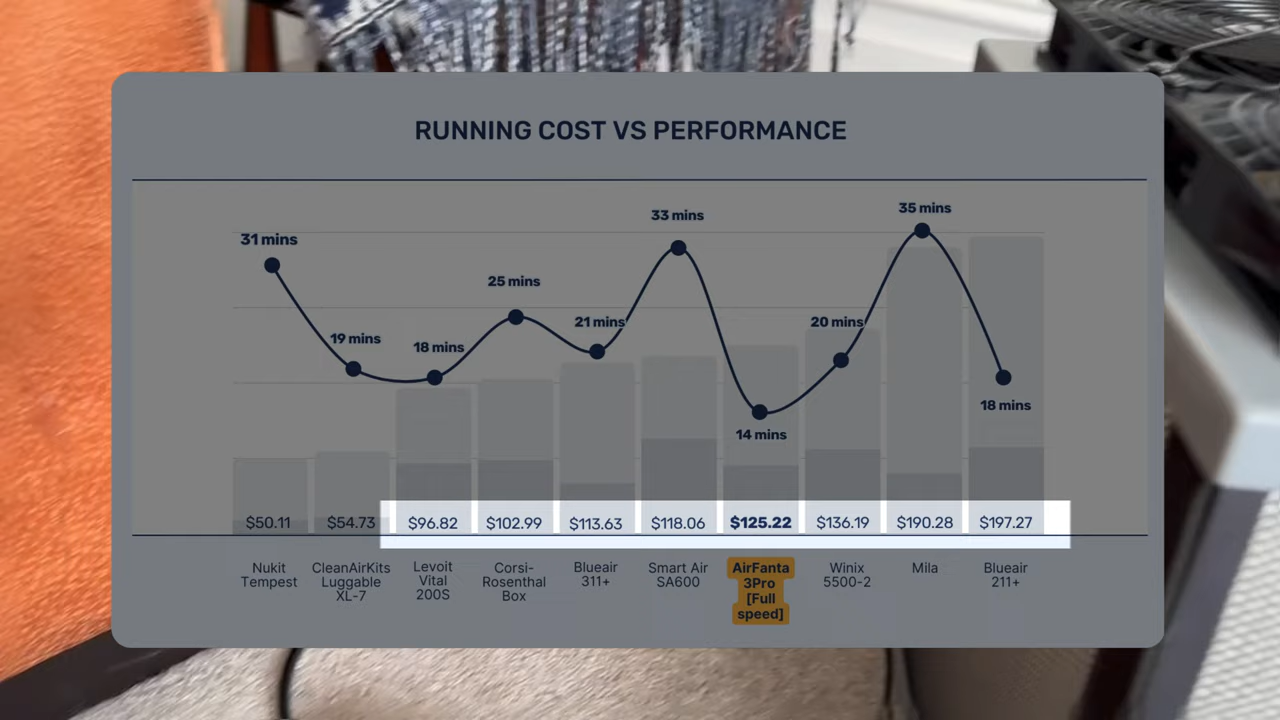 RUNNING COST VS PERFORMANCE
31 mins
19 mins
18 mins
25 mins
21 mins
33 mins
14 mins
20 mins
35 mins
18 mins
$50.11
$54.73
$96.82
$102.99
$113.63
$118.06
$125.22
$136.19
$190.28
$197.27
Nukit
Tempest
CleanAirKits
Luggable
XL-7
Levoit
Vital
200S
Corsi-
Rosenthal
Box
Blueair
311+
Smart Air
SA600
AirFanta
3Pro
[Full
speed]
Winix
5500-2
Mila
Blueair
211+